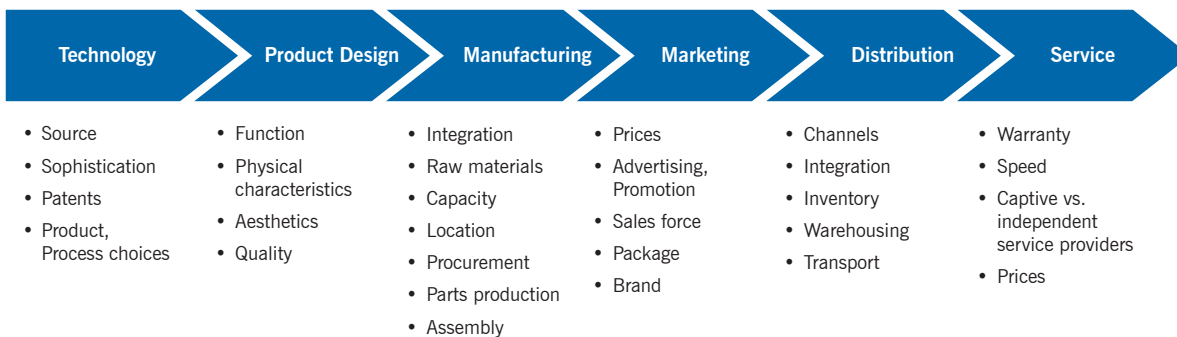 Technology
Product Design
Manufacturing
Marketing
Distribution
Service
• Source
• Sophistication
• Patents
• Product,
Process choices
• Function
• Physical
characteristics
• Aesthetics
• Quality
• Integration
• Raw materials
• Capacity
• Location
• Procurement
• Parts production
• Assembly
• Prices
• Advertising,
Promotion
• Sales force
• Package
• Brand
• Channels
• Integration
• Inventory
• Warehousing
• Transport
• Warranty
• Speed
• Captive vs.
independent
service providers
• Prices